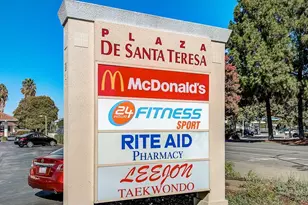 PLAZA
DE SANTA TERESA
McDonald's
24 FITNESS
SPORT
RITE AID
PHARMACY
LEEJON
TAEKWONDO